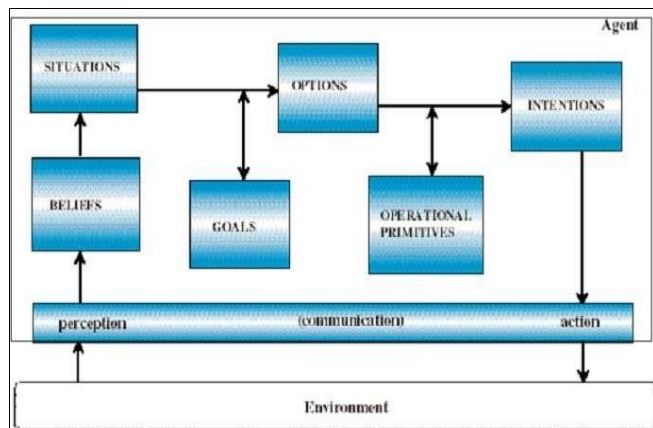 Agent
SITUATIONS
OPTIONS
INTENTIONS
BELIEFS
GOALS
OPERATIONAL
PRIMITIVES
perception (communication) action
Environment